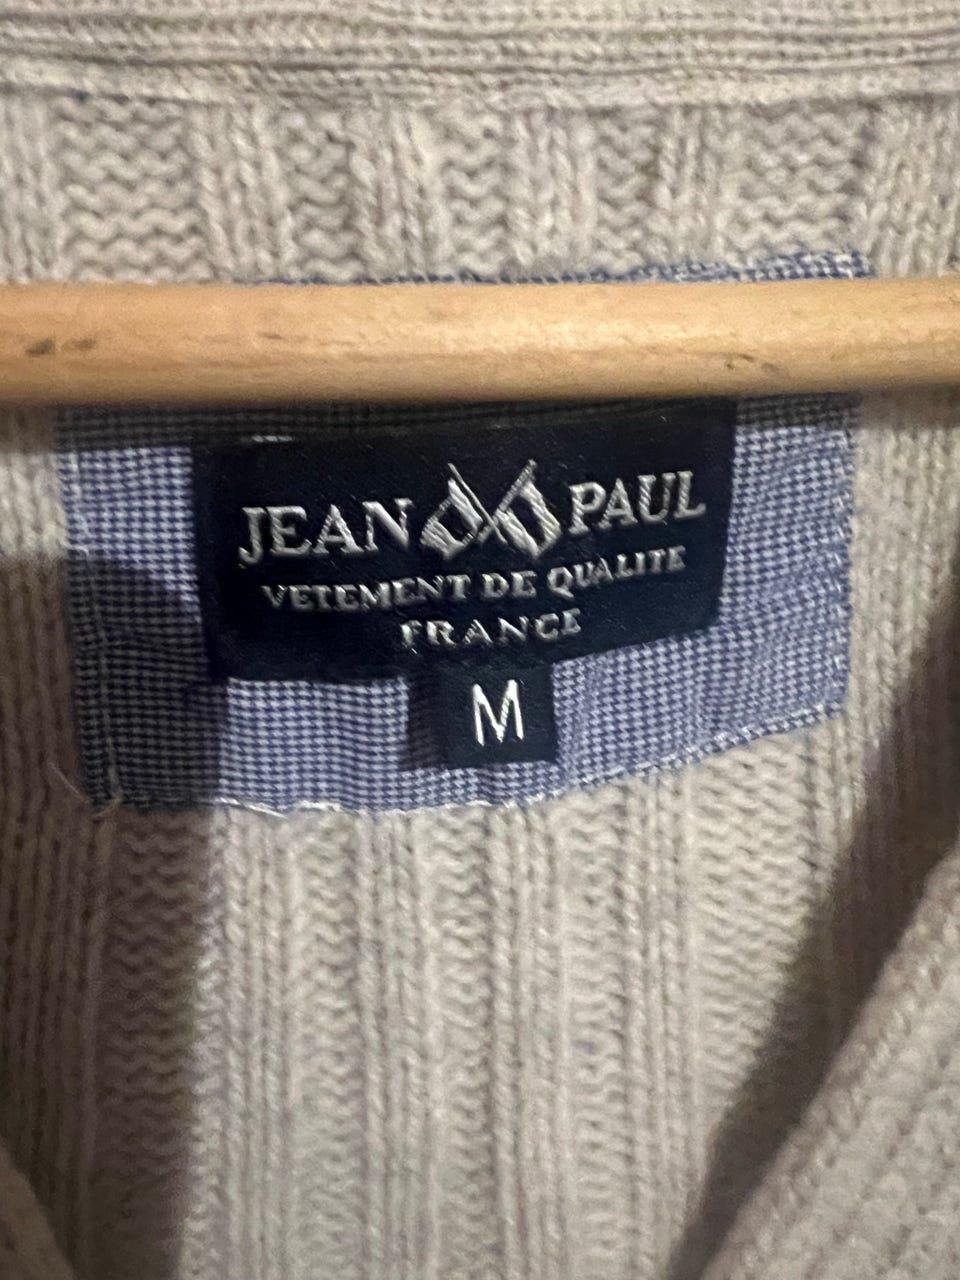 JEAN PAUL
VETEMENT DE QUALITE
FRANCE
M